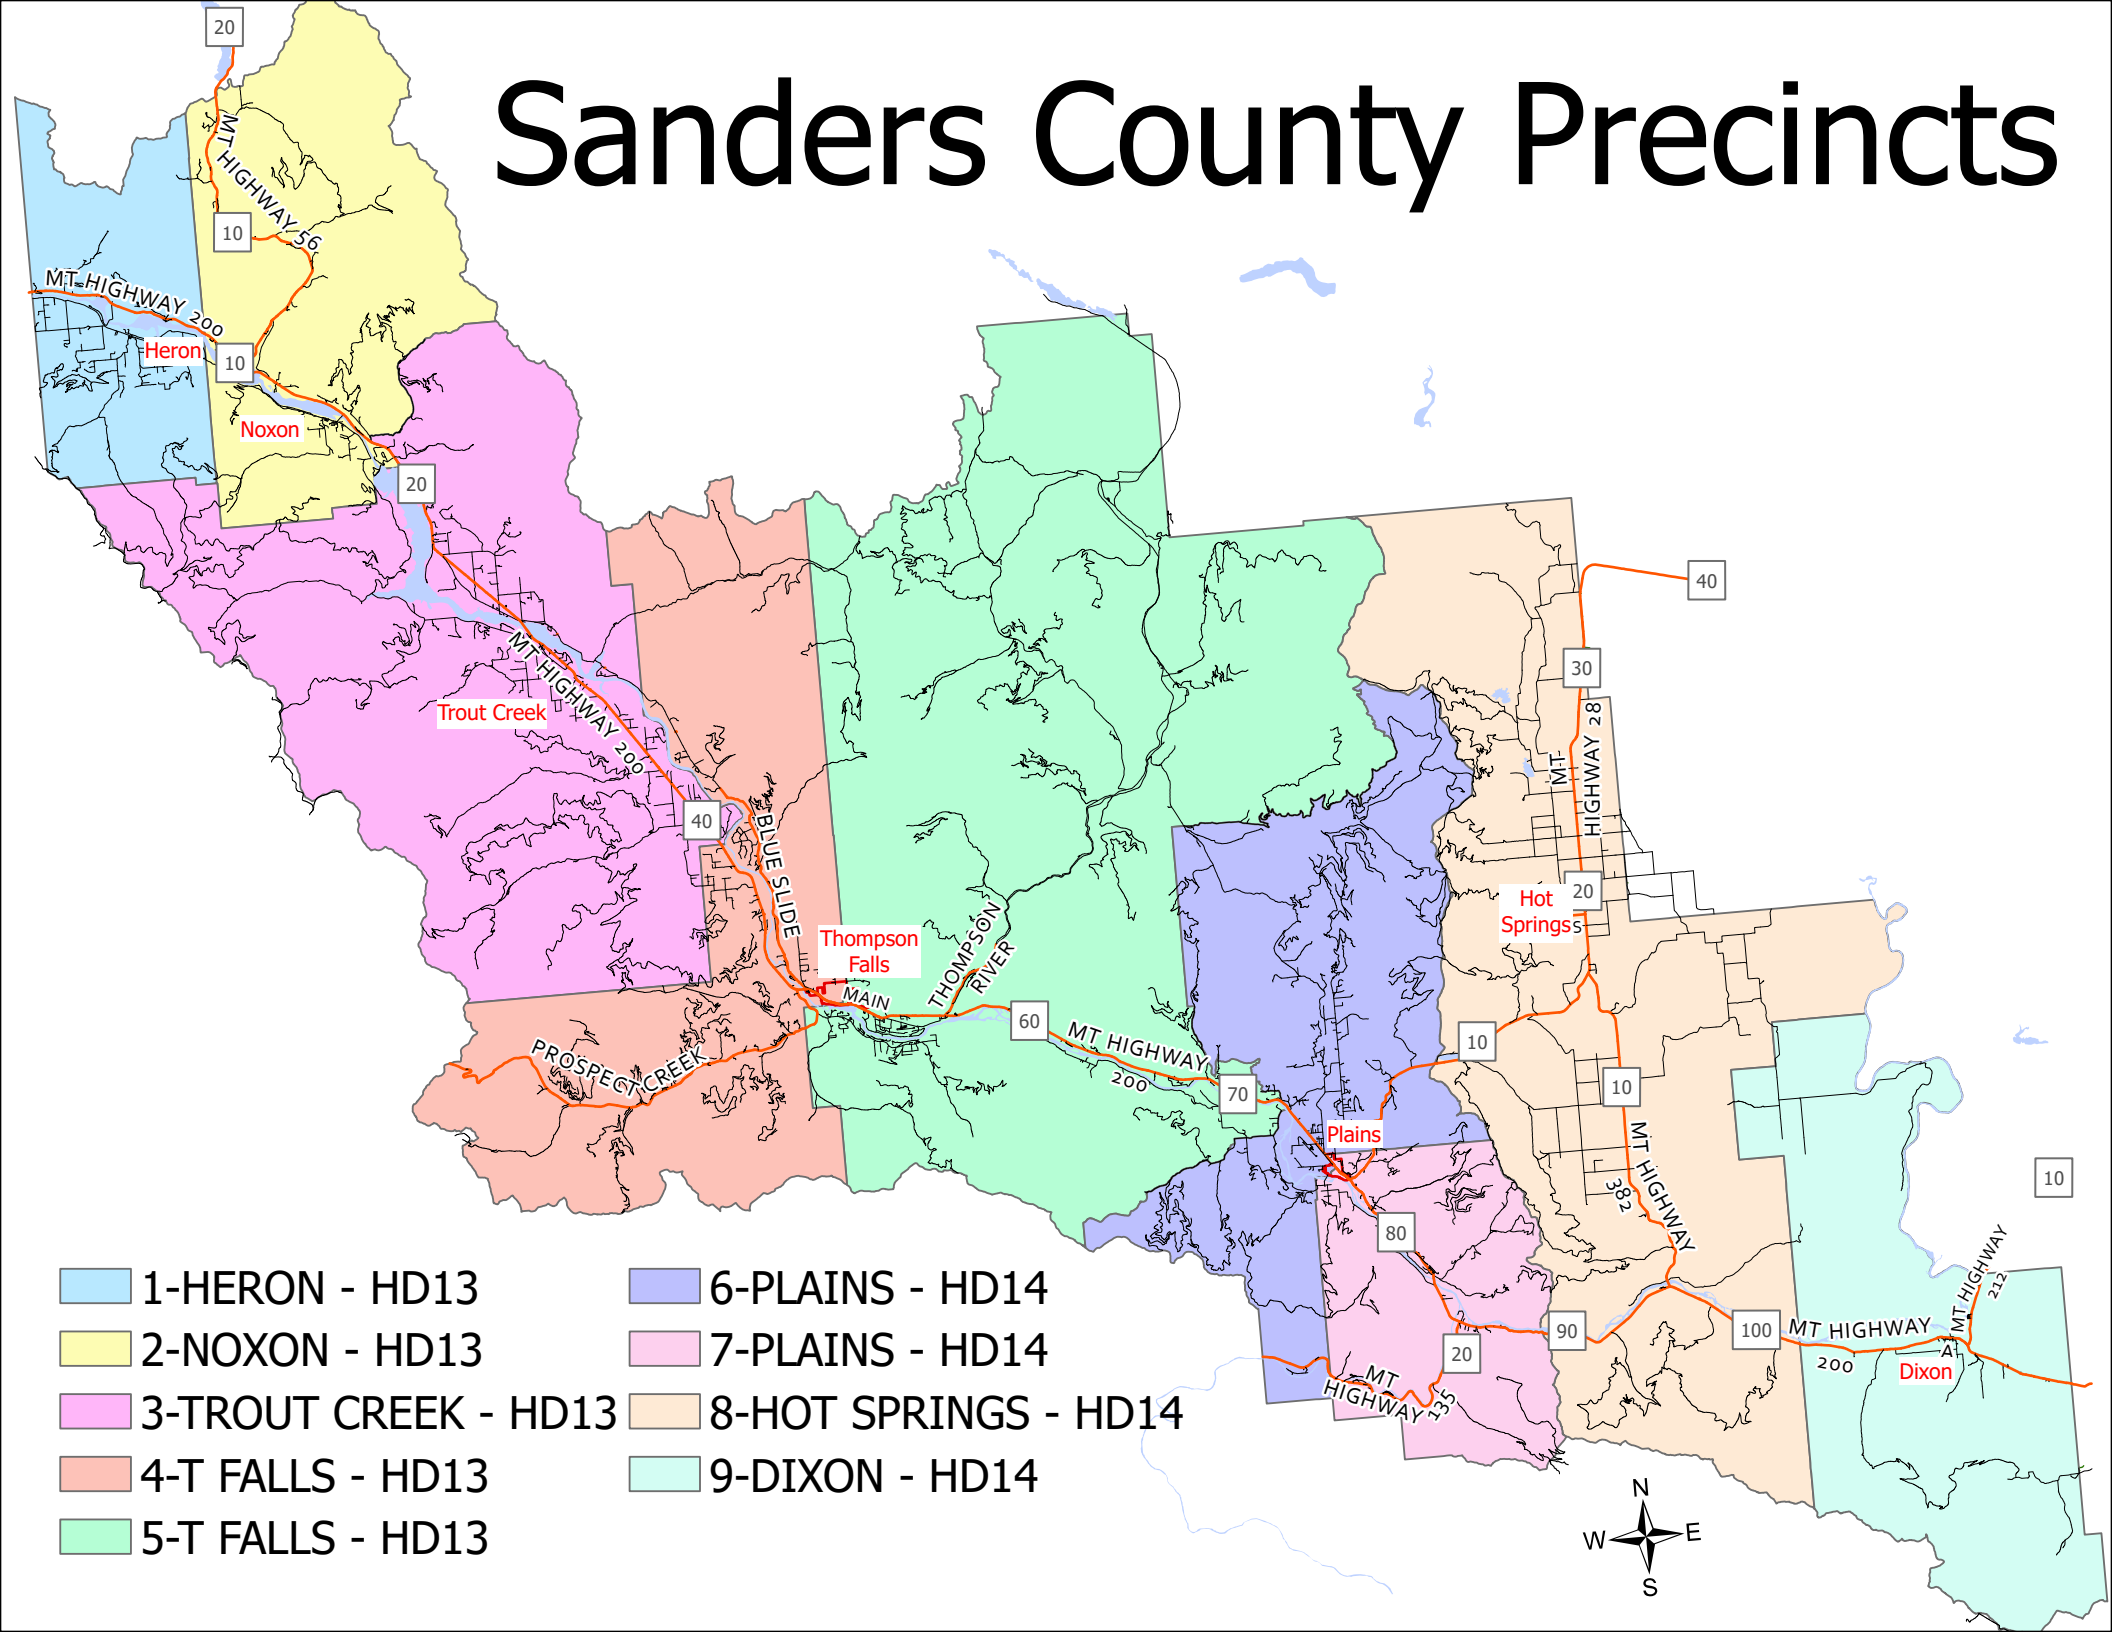 Sanders County Precincts
20
MT HIGHWAY 56
10
MT HIGHWAY 200
Heron
10
Noxon
20
MT HIGHWAY 200
Trout Creek
40
BLUE SLIDE
Thompson
Falls
MAIN
THOMPSON
RIVER
60
MT HIGHWAY
200
70
PROSPECT CREEK
40
30
MT
HIGHWAY 28
20
Hot
Springs
S
10
10
MT HIGHWAY
382
Plains
80
90
100
20
MT
HIGHWAY 135
10
MT HIGHWAY
212
MT HIGHWAY
200
A
Dixon
1-HERON - HD13
2-NOXON - HD13
3-TROUT CREEK - HD13
4-T FALLS - HD13
5-T FALLS - HD13
6-PLAINS - HD14
7-PLAINS - HD14
8-HOT SPRINGS - HD14
9-DIXON - HD14
N
W
E
S